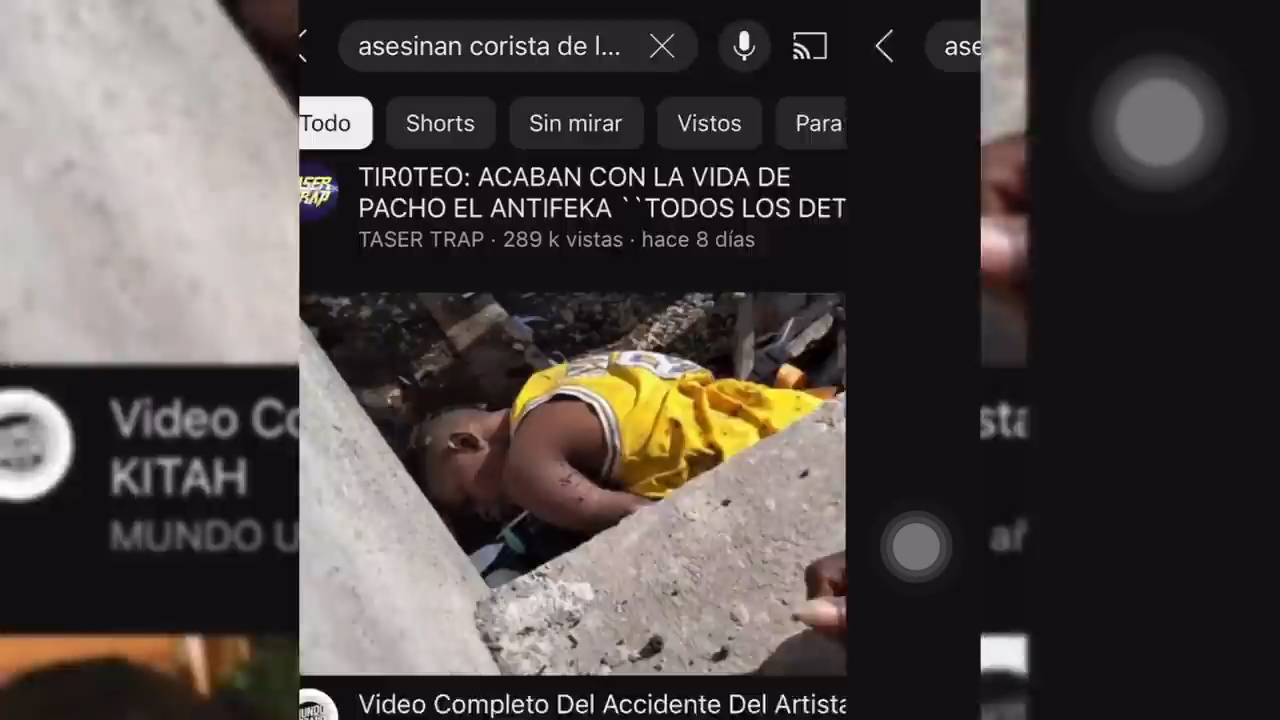 asesinan corista de l...
ase
Todo
Shorts
Sin mirar
Vistos
Para
TIR0TEO: ACABAN CON LA VIDA DE
PACHO EL ANTIFEKA ``TODOS LOS DET
TASER TRAP · 289 k vistas · hace 8 días
Video Co
KITAH
MUNDO U
sta
añ
Video Completo Del Accidente Del Artista